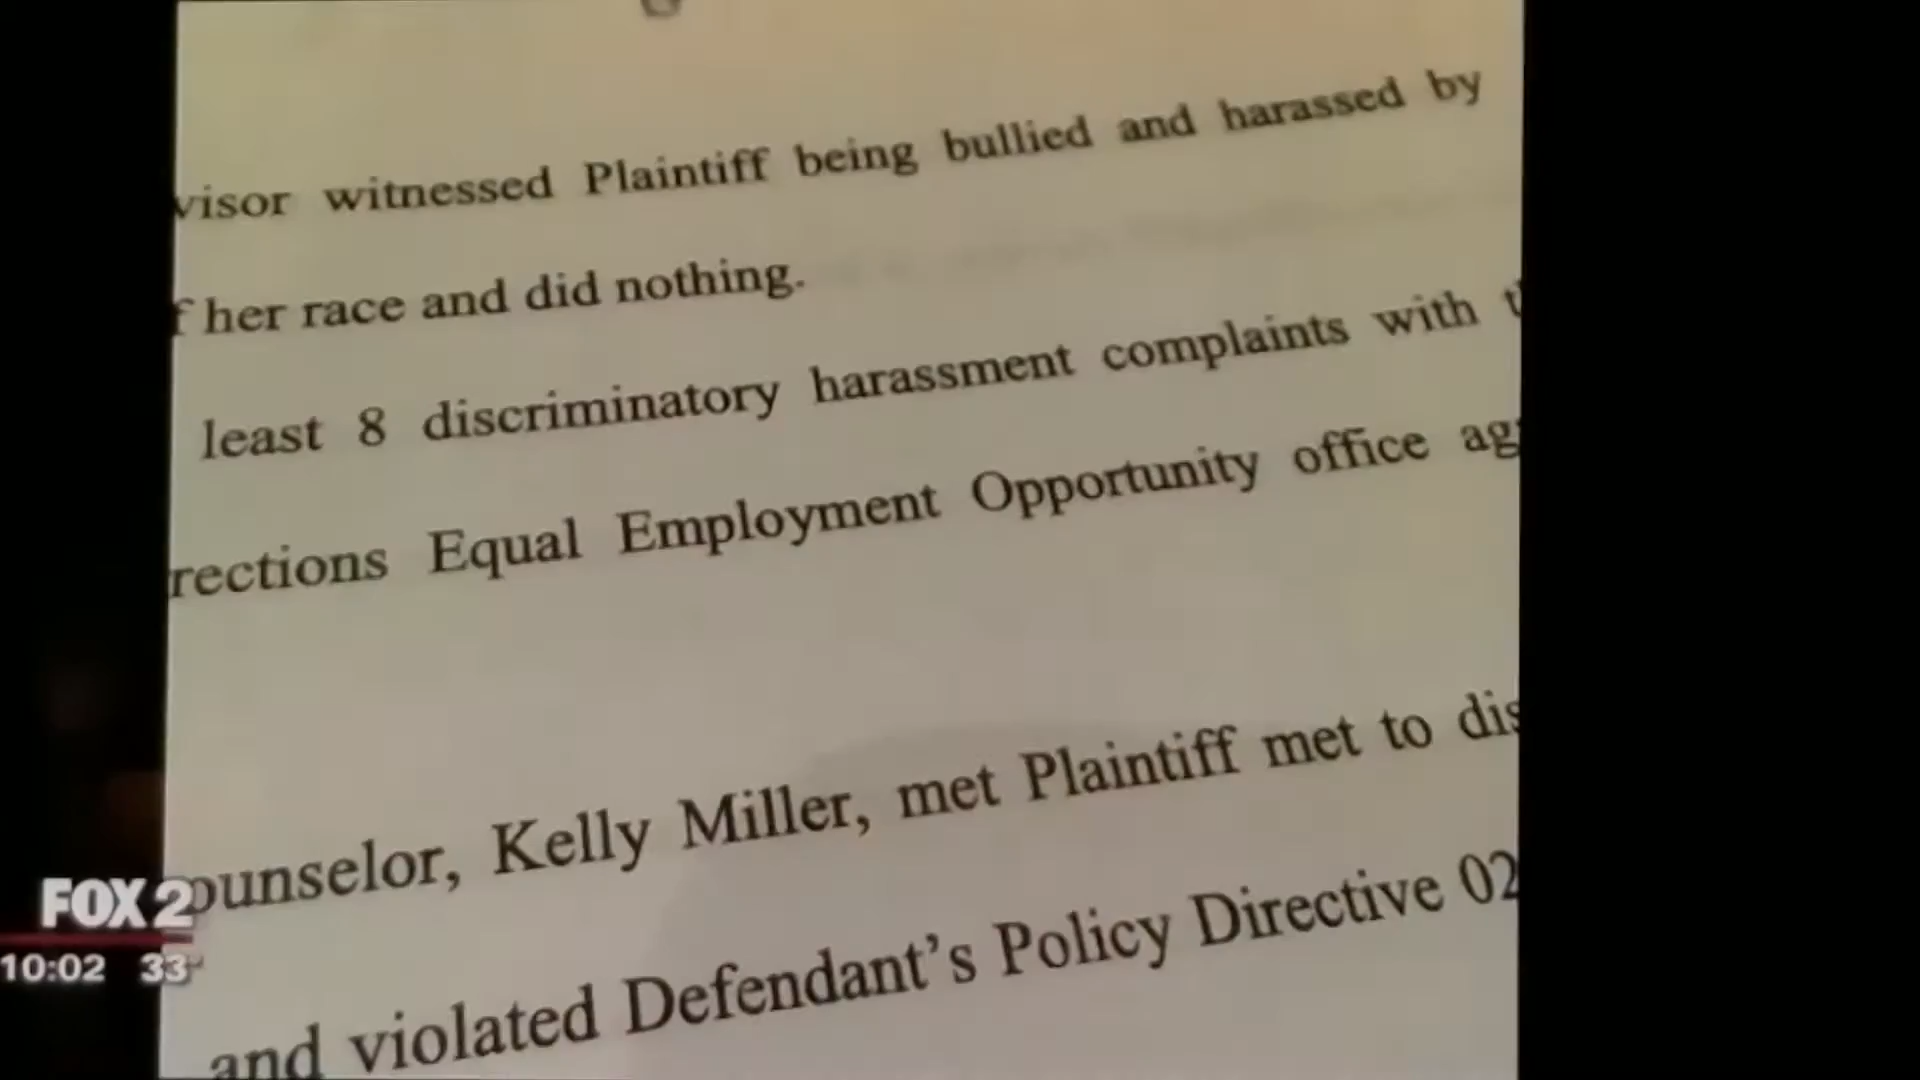 visor witnessed Plaintiff being bullied and harassed by
f her race and did nothing.
least 8 discriminatory harassment complaints with t
rections Equal Employment Opportunity office ag
ounselor, Kelly Miller, met Plaintiff met to dis
and violated Defendant's Policy Directive 02
FOX 2
10:02 33°